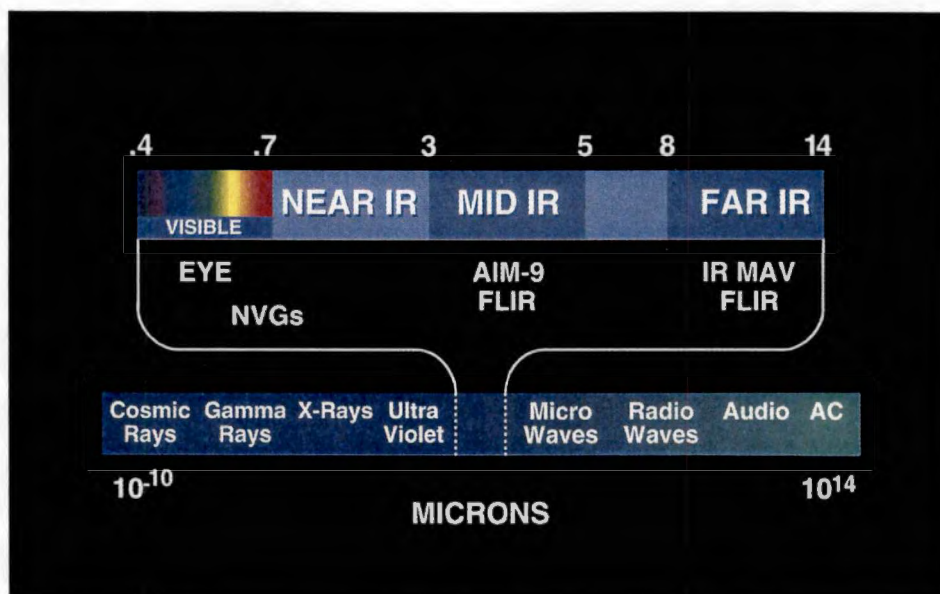 .4 .7 3 5 8 14
VISIBLE NEAR IR MID IR FAR IR
EYE AIM-9 IR MAV
NVGs FLIR FLIR
Cosmic Gamma X-Rays Ultra Micro Radio Audio AC
Rays Rays Violet Waves Waves
10-10 1014
MICRONS